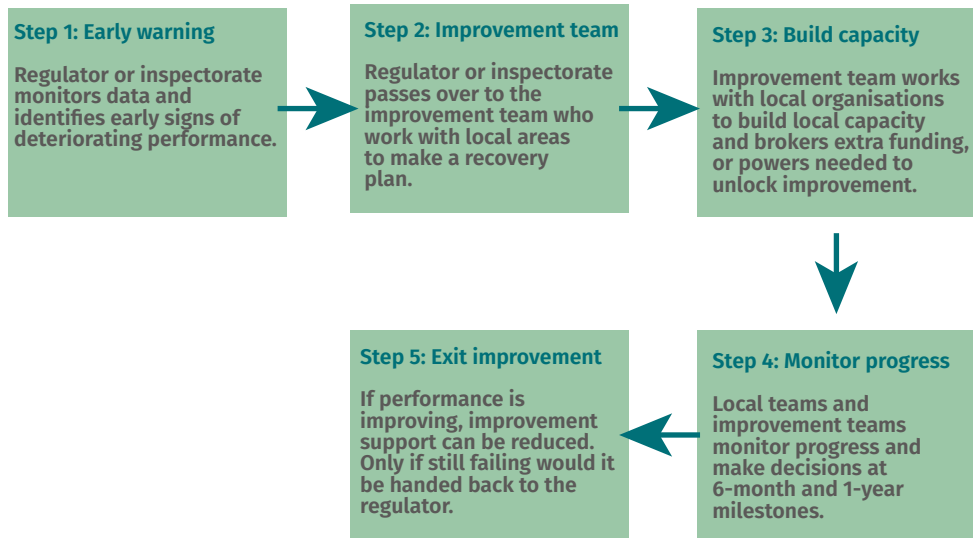 Step 1: Early warning
Regulator or inspectorate
monitors data and
identifies early signs of
deteriorating performance.
Step 2: Improvement team
Regulator or inspectorate
passes over to the
improvement team who
work with local areas
to make a recovery
plan.
Step 3: Build capacity
Improvement team works
with local organisations
to build local capacity
and brokers extra funding,
or powers needed to
unlock improvement.
Step 4: Monitor progress
Local teams and
improvement teams
monitor progress and
make decisions at
6-month and 1-year
milestones.
Step 5: Exit improvement
If performance is
improving, improvement
support can be reduced.
Only if still failing would it
be handed back to the
regulator.